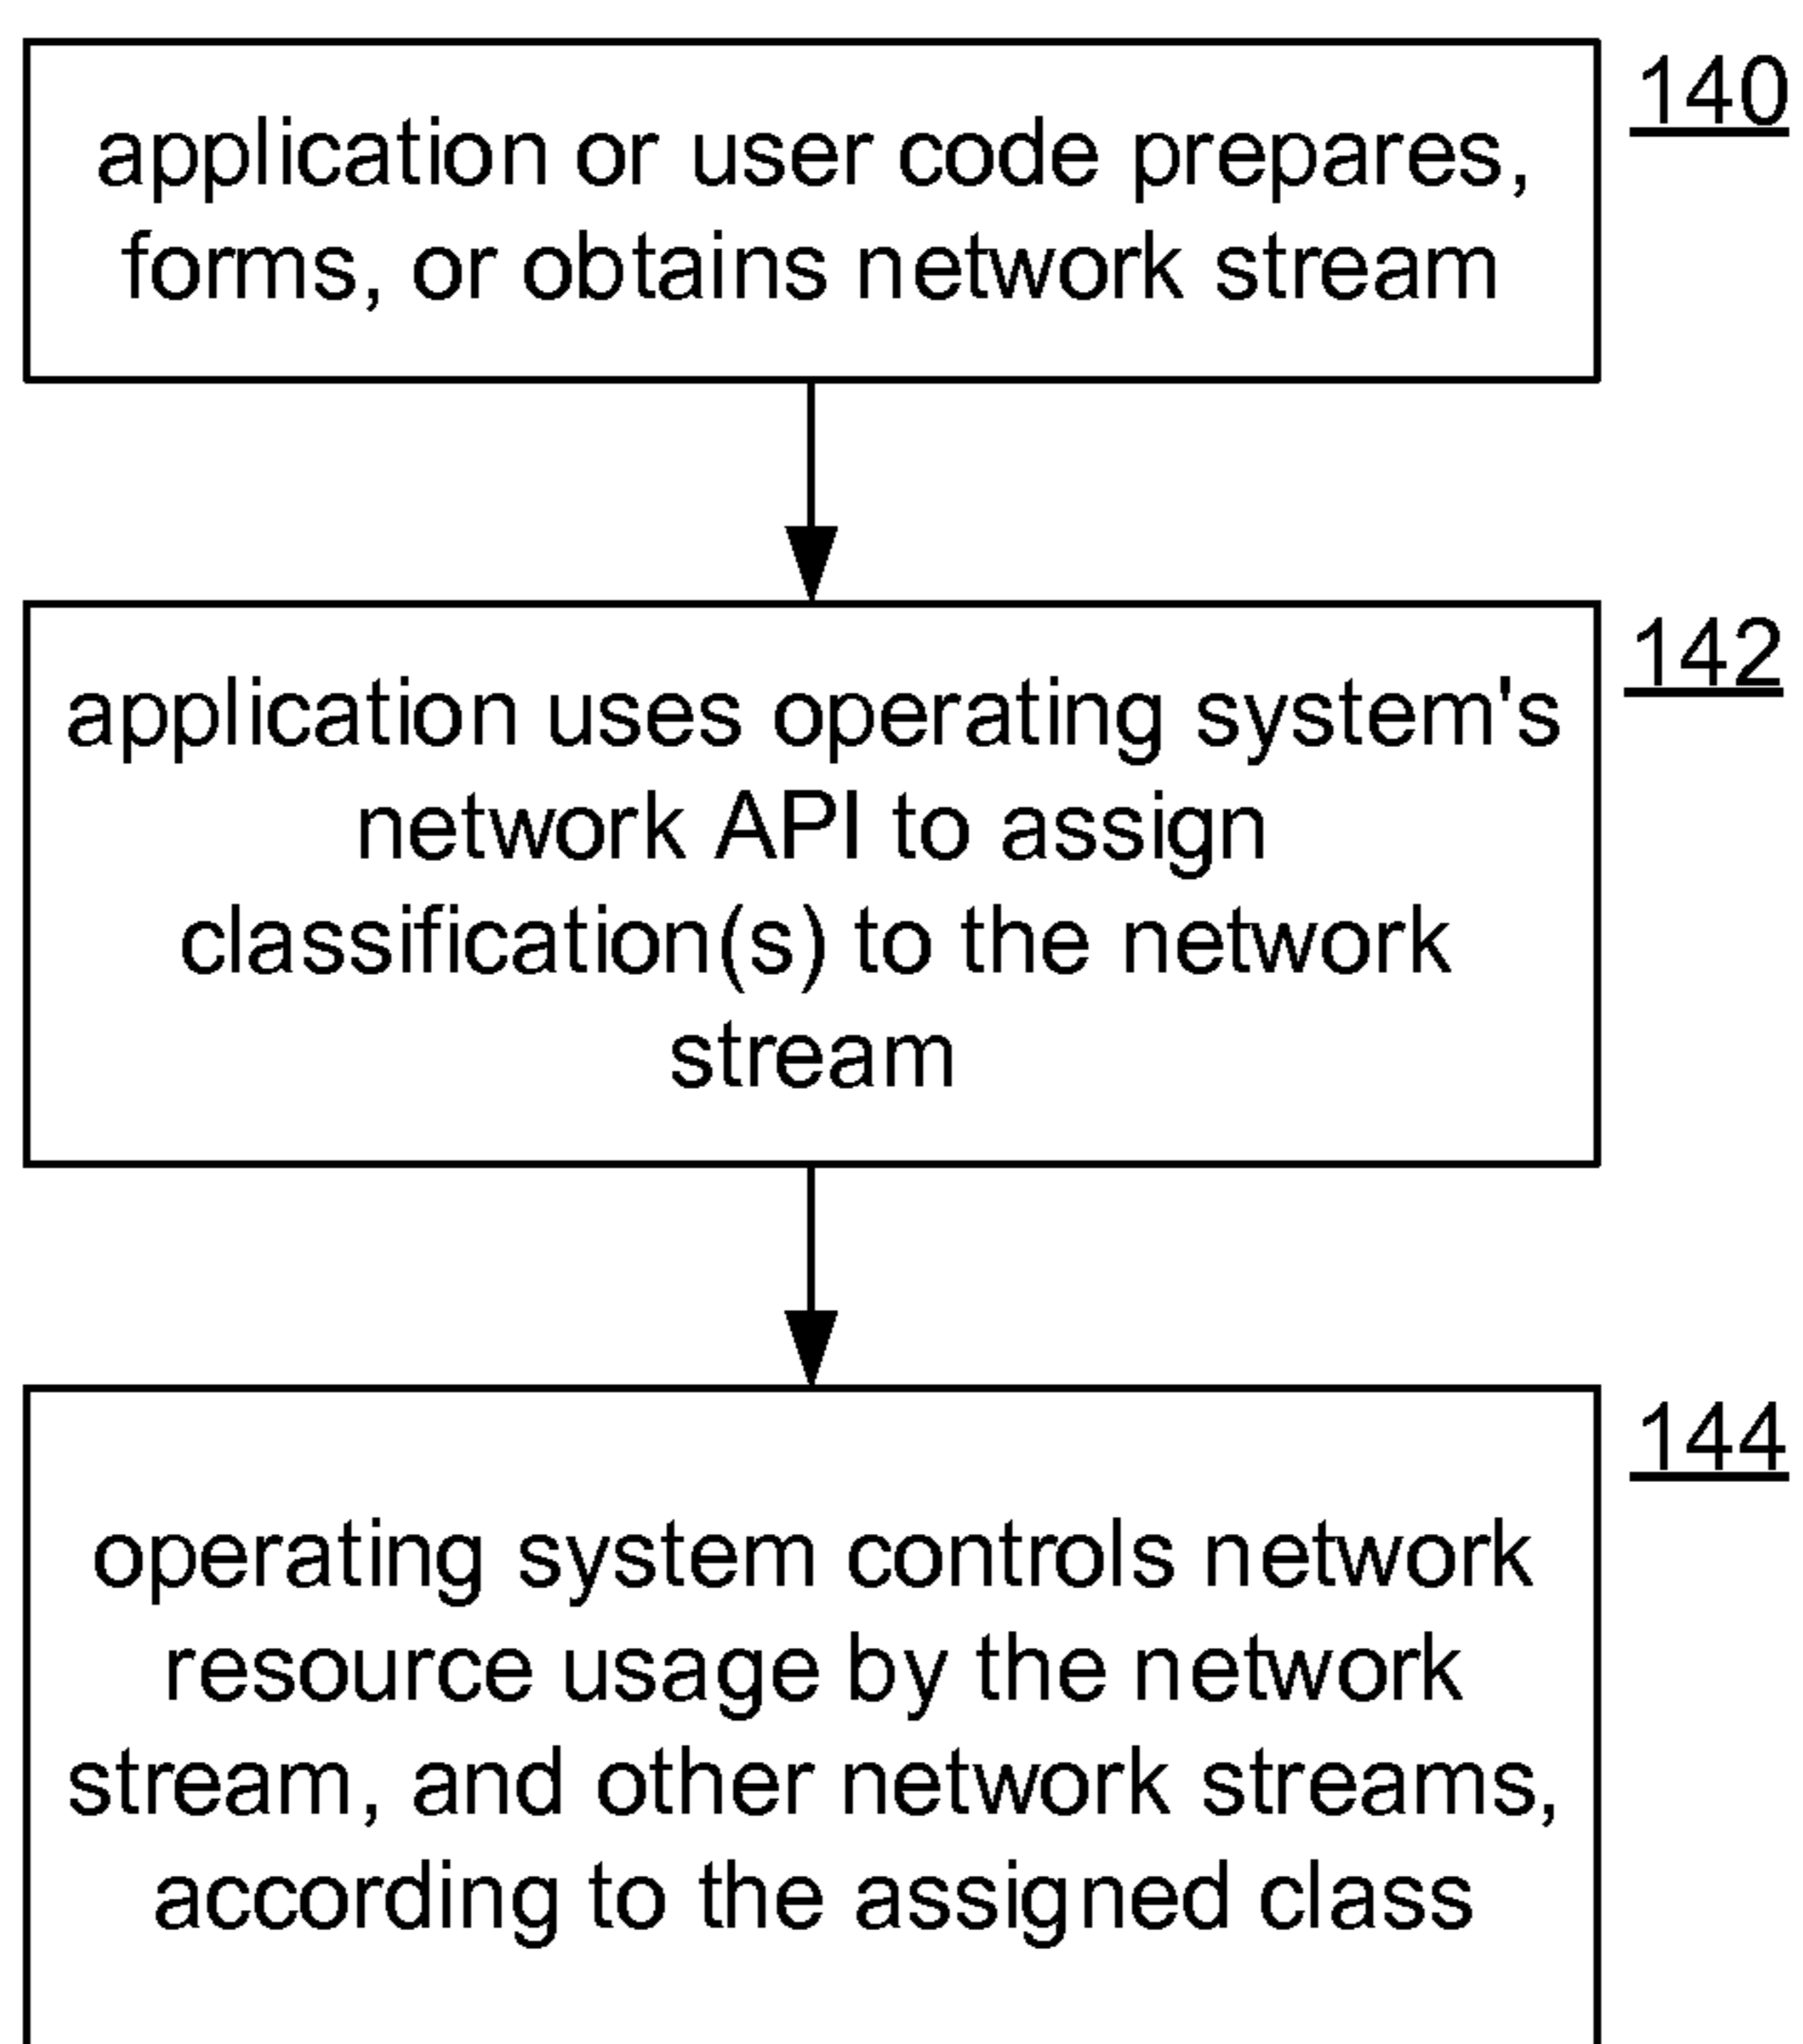 140
application or user code prepares,
forms, or obtains network stream
142
application uses operating system's
network API to assign
classification(s) to the network
stream
144
operating system controls network
resource usage by the network
stream, and other network streams,
according to the assigned class